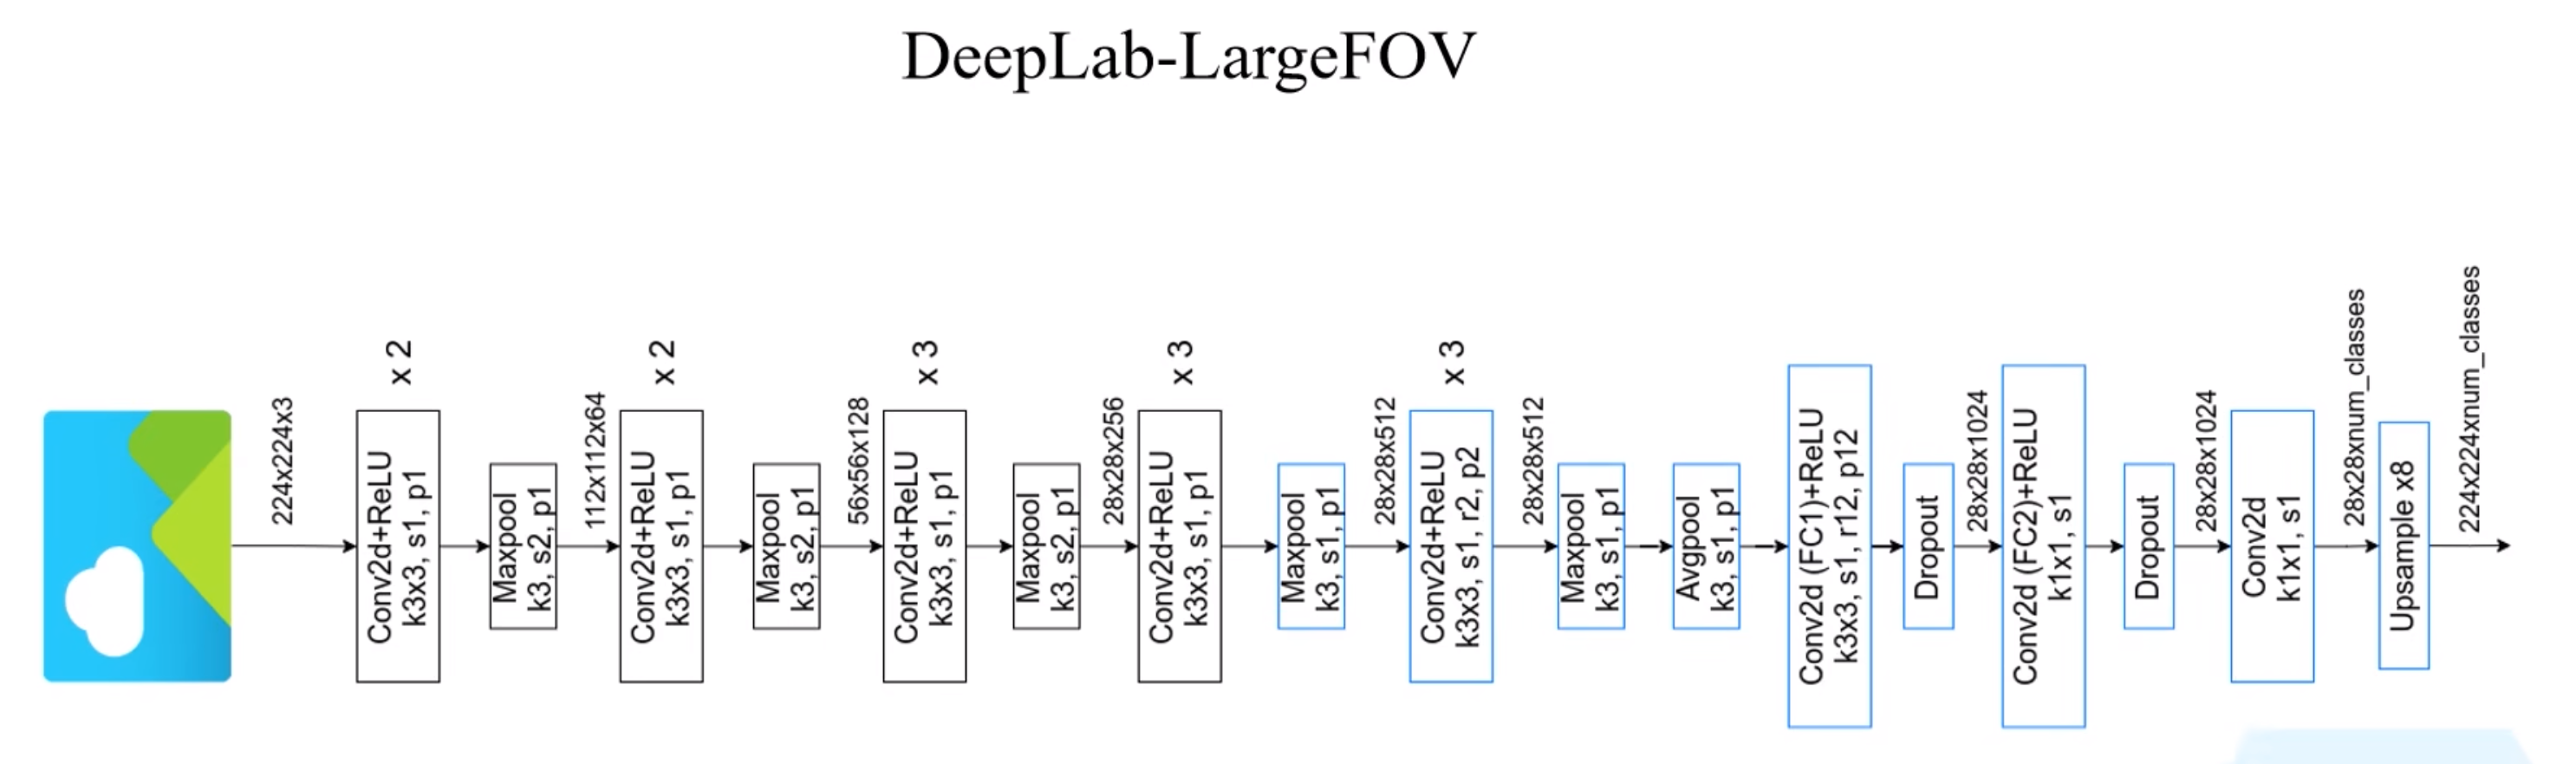 DeepLab-LargeFOV
224x224x3
Conv2d+ReLU
k3x3, s1, p1
x 2
Maxpool
k3, s2, p1
112x112x64
Conv2d+ReLU
k3x3, s1, p1
x 2
Maxpool
k3, s2, p1
56x56x128
Conv2d+ReLU
k3x3, s1, p1
x 3
Maxpool
k3, s2, p1
28x28x256
Conv2d+ReLU
k3x3, s1, p1
x 3
Maxpool
k3, s1, p1
28x28x512
Conv2d+ReLU
k3x3, s1, r2, p2
x 3
28x28x512
Maxpool
k3, s1, p1
Avgpool
k3, s1, p1
Conv2d (FC1)+ReLU
k3x3, s1, r12, p12
Dropout
28x28x1024
Conv2d (FC2)+ReLU
k1x1, s1
Dropout
28x28x1024
Conv2d
k1x1, s1
28x28xnum_classes
Upsample x8
224x224xnum_classes